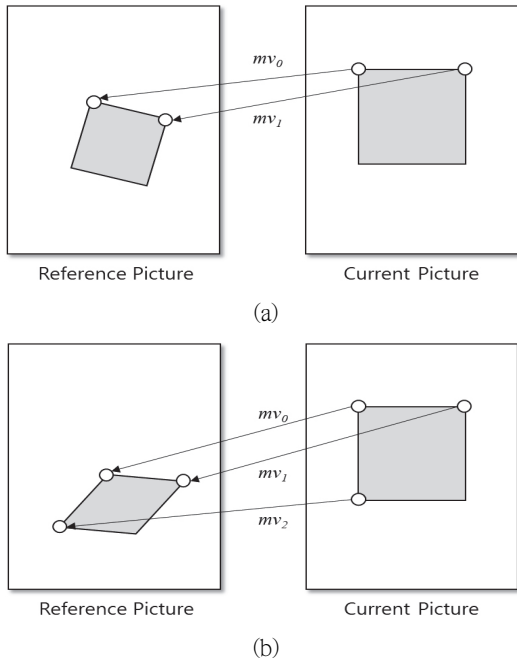 mv0
mv1
Reference Picture
Current Picture
(a)
mv0
mv1
mv2
Reference Picture
Current Picture
(b)